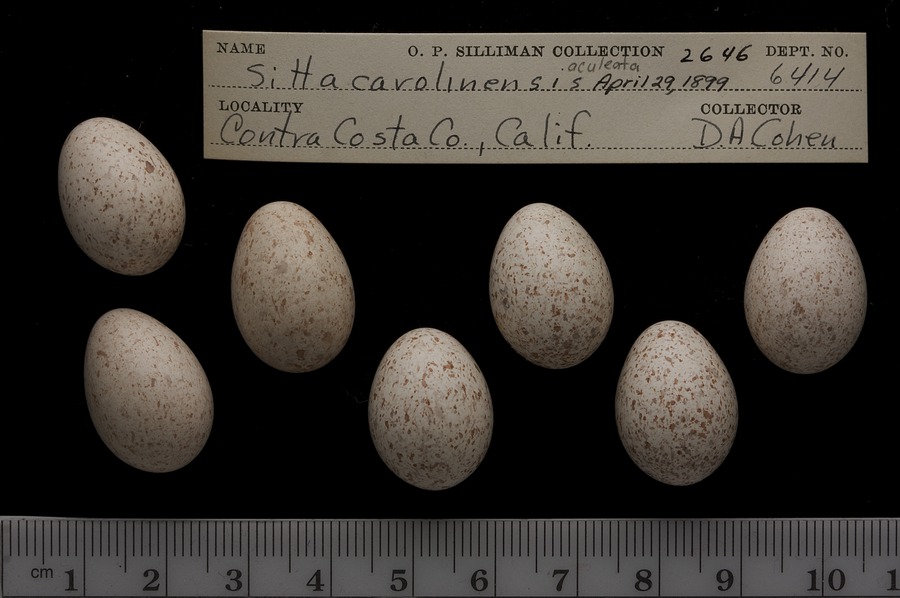 NAME O. P. SILLIMAN COLLECTION 2646 DEPT. NO.
aculeata
Sitta carolinensis April 29, 1899 6414
LOCALITY COLLECTOR
Contra Costa Co., Calif. D.A Cohen
cm 1 2 3 4 5 6 7 8 9 10 1